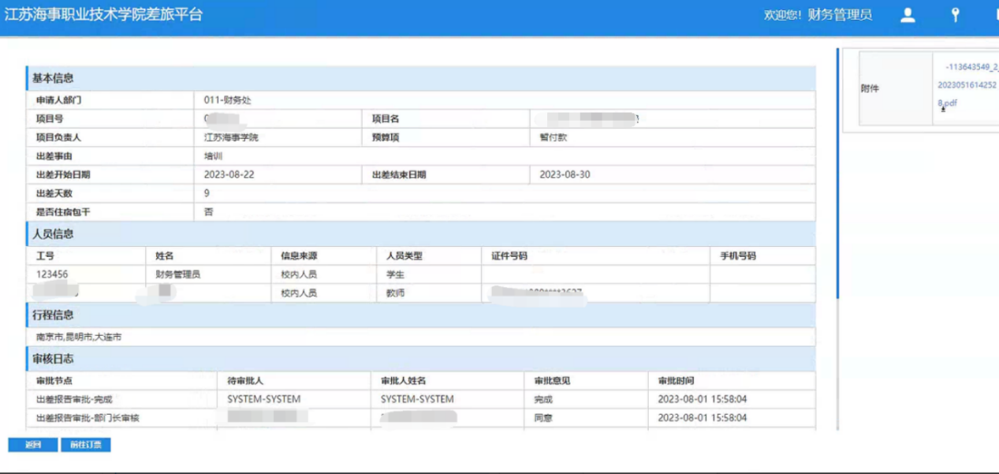 江苏海事职业技术学院差旅平台 欢迎您! 财务管理员
基本信息
申请人部门 011-财务处
项目号 项目名
项目负责人 江苏海事学院 预算项 暂付款
出差事由 培训
出差开始日期 2023-08-22 出差结束日期 2023-08-30
出差天数 9
是否住宿包干 否
人员信息
工号 姓名 信息来源 人员类型 证件号码 手机号码
123456 财务管理员 校内人员 学生
校内人员 教师
行程信息
南京市,昆明市,大连市
审核日志
审批节点 待审批人 审批人姓名 审批意见 审批时间
出差报告审批-完成 SYSTEM-SYSTEM SYSTEM-SYSTEM 完成 2023-08-01 15:58:04
出差报告审批-部门长审核 同意 2023-08-01 15:58:04
返回 前往订票
附件
-113643549_2_
2023051614252
8.pdf